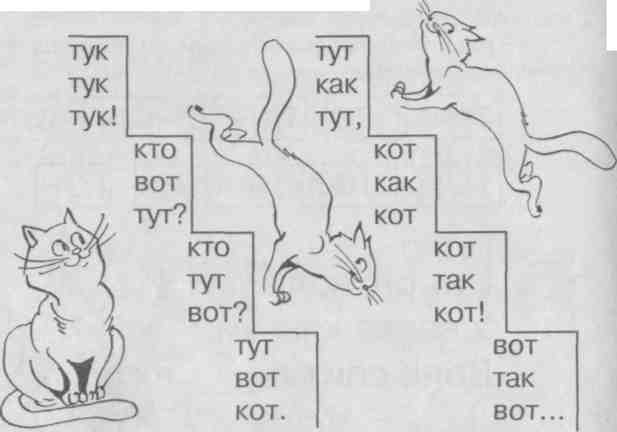 тук
тук
тук!
кто
вот
тут?
кто
тут
вот?
тут
вот
кот.
тут
как
тут,
кот
как
кот
кот
так
кот!
вот
так
вот...